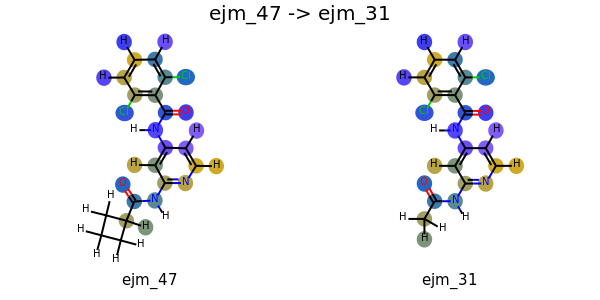 ejm_47 -> ejm_31
H H H H
H Cl H Cl
Cl O Cl O
H N H H N H
H H H H
N N
O N O N
H H H H
H H H
H H H
H H
H
ejm_47 ejm_31